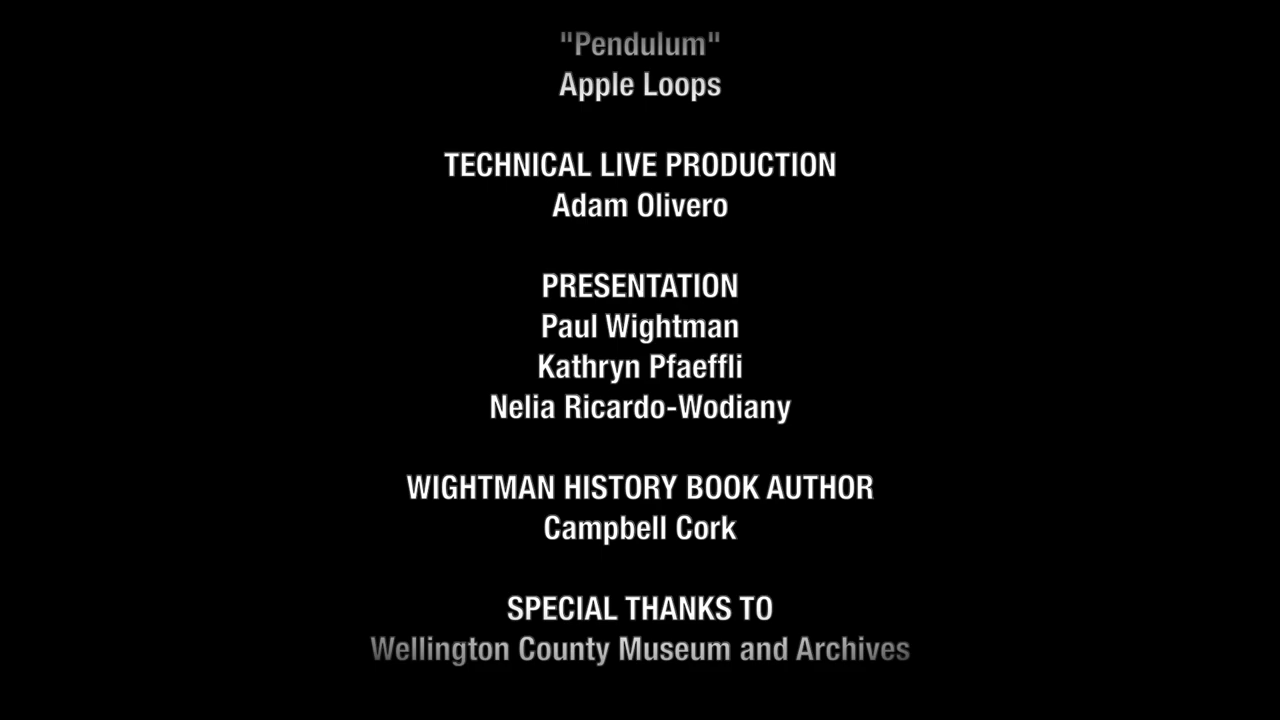 "Pendulum"
Apple Loops
TECHNICAL LIVE PRODUCTION
Adam Olivero
PRESENTATION
Paul Wightman
Kathryn Pfaeffli
Nelia Ricardo-Wodiany
WIGHTMAN HISTORY BOOK AUTHOR
Campbell Cork
SPECIAL THANKS TO
Wellington County Museum and Archives